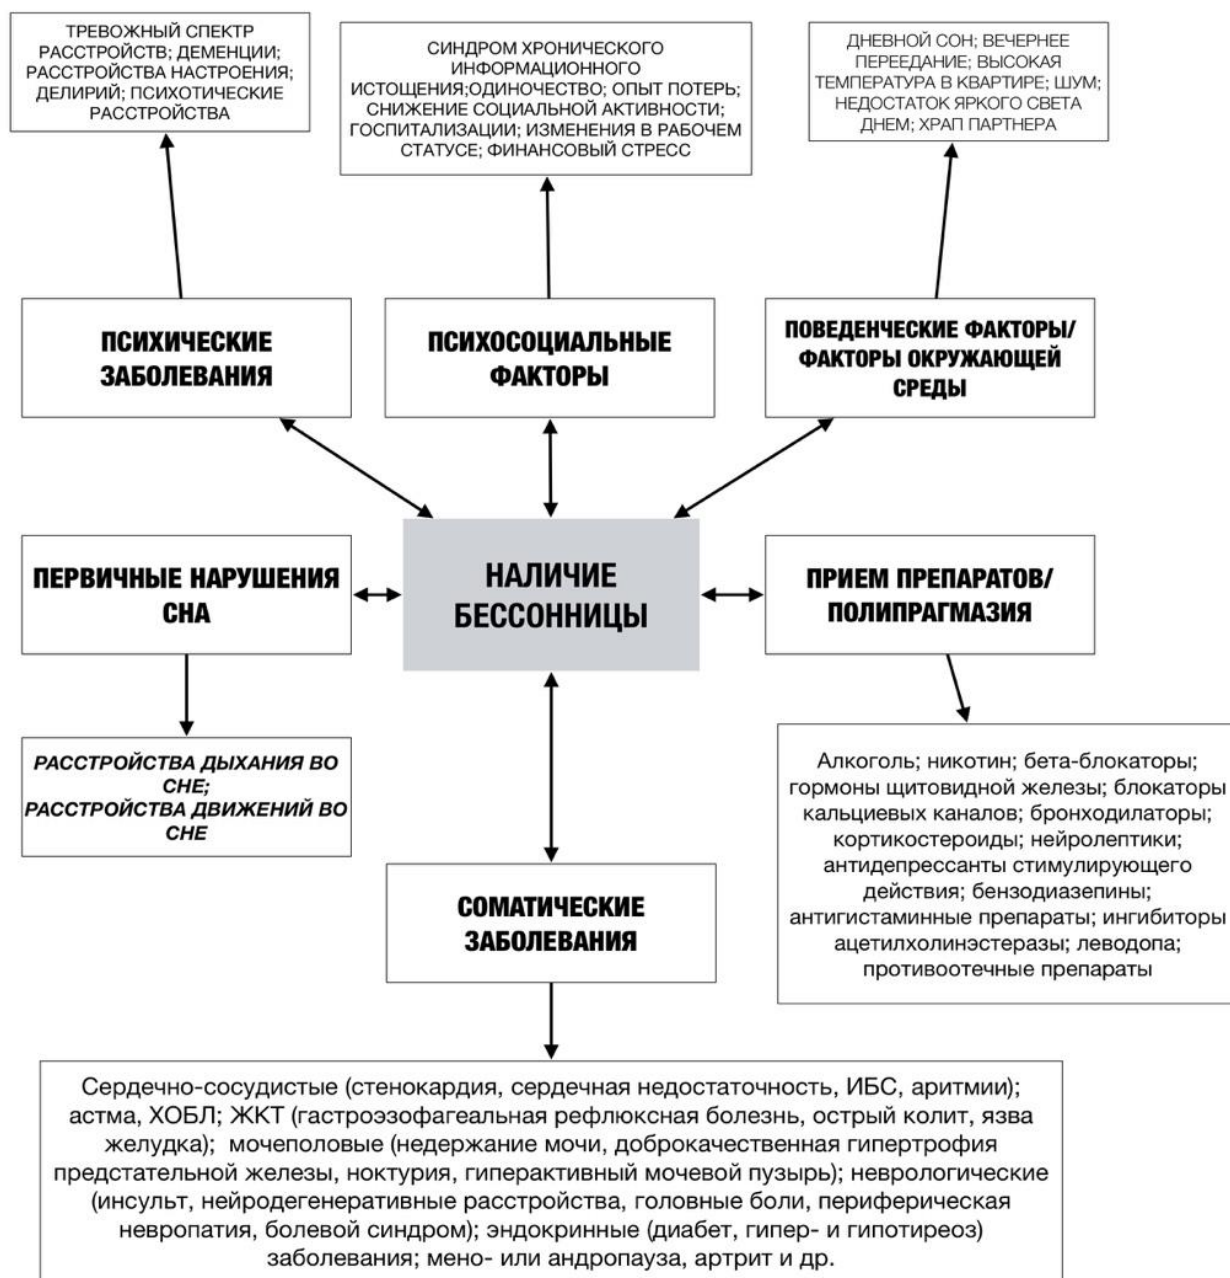 ТРЕВОЖНЫЙ СПЕКТР
РАССТРОЙСТВ; ДЕМЕНЦИИ;
РАССТРОЙСТВА НАСТРОЕНИЯ;
ДЕЛИРИЙ; ПСИХОТИЧЕСКИЕ
РАССТРОЙСТВА
СИНДРОМ ХРОНИЧЕСКОГО
ИНФОРМАЦИОННОГО
ИСТОЩЕНИЯ;ОДИНОЧЕСТВО; ОПЫТ ПОТЕРЬ;
СНИЖЕНИЕ СОЦИАЛЬНОЙ АКТИВНОСТИ;
ГОСПИТАЛИЗАЦИИ; ИЗМЕНЕНИЯ В РАБОЧЕМ
СТАТУСЕ; ФИНАНСОВЫЙ СТРЕСС
ДНЕВНОЙ СОН; ВЕЧЕРНЕЕ
ПЕРЕЕДАНИЕ; ВЫСОКАЯ
ТЕМПЕРАТУРА В КВАРТИРЕ; ШУМ;
НЕДОСТАТОК ЯРКОГО СВЕТА
ДНЕМ; ХРАП ПАРТНЕРА
ПСИХИЧЕСКИЕ
ЗАБОЛЕВАНИЯ
ПСИХОСОЦИАЛЬНЫЕ
ФАКТОРЫ
ПОВЕДЕНЧЕСКИЕ ФАКТОРЫ/
ФАКТОРЫ ОКРУЖАЮЩЕЙ
СРЕДЫ
ПЕРВИЧНЫЕ НАРУШЕНИЯ
СНА
НАЛИЧИЕ
БЕССОННИЦЫ
ПРИЕМ ПРЕПАРАТОВ/
ПОЛИПРАГМАЗИЯ
РАССТРОЙСТВА ДЫХАНИЯ ВО
СНЕ;
РАССТРОЙСТВА ДВИЖЕНИЙ ВО
СНЕ
Алкоголь; никотин; бета-блокаторы;
гормоны щитовидной железы; блокаторы
кальциевых каналов; бронходилаторы;
кортикостероиды; нейролептики;
антидепрессанты стимулирующего
действия; бензодиазепины;
антигистаминные препараты; ингибиторы
ацетилхолинэстеразы; леводопа;
противоотечные препараты
СОМАТИЧЕСКИЕ
ЗАБОЛЕВАНИЯ
Сердечно-сосудистые (стенокардия, сердечная недостаточность, ИБС, аритмии);
астма, ХОБЛ; ЖКТ (гастроэзофагеальная рефлюксная болезнь, острый колит, язва
желудка); мочеполовые (недержание мочи, доброкачественная гипертрофия
предстательной железы, ноктурия, гиперактивный мочевой пузырь); неврологические
(инсульт, нейродегенеративные расстройства, головные боли, периферическая
невропатия, болевой синдром); эндокринные (диабет, гипер- и гипотиреоз)
заболевания; мено- или андропауза, артрит и др.